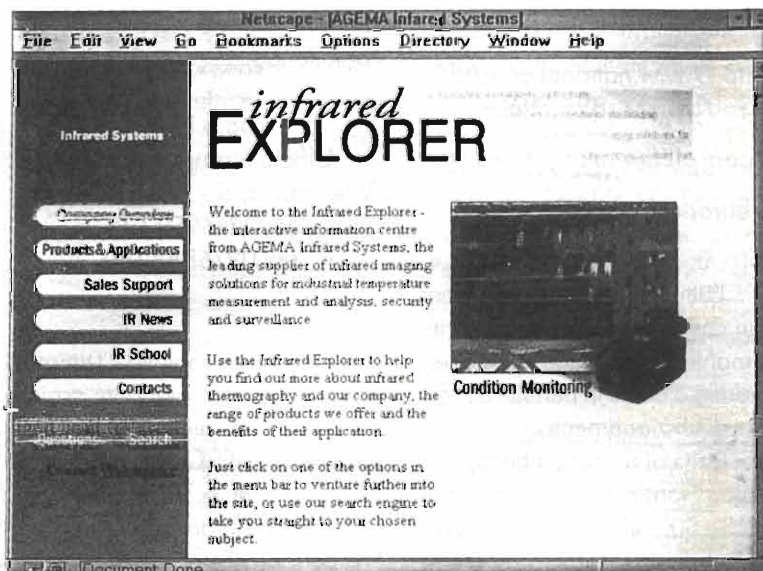 Netscape - [AGEMA Infared Systems]
File Edit View Go Bookmarks Options Directory Window Help
infrared
EXPLORER
Infrared Systems
Company Overview
Products & Applications
Sales Support
IR News
IR School
Contacts
Questions Search
Welcome to the Infrared Explorer -
the interactive information centre
from AGEMA Infrared Systems, the
leading supplier of infrared imaging
solutions for industrial temperature
measurement and analysis, security
and surveillance
Use the Infrared Explorer to help
you find out more about infrared
thermography and our company, the
range of products we offer and the
benefits of their application.
Just click on one of the options in
the menu bar to venture further into
the site, or use our search engine to
take you straight to your chosen
subject.
Condition Monitoring
Document Done